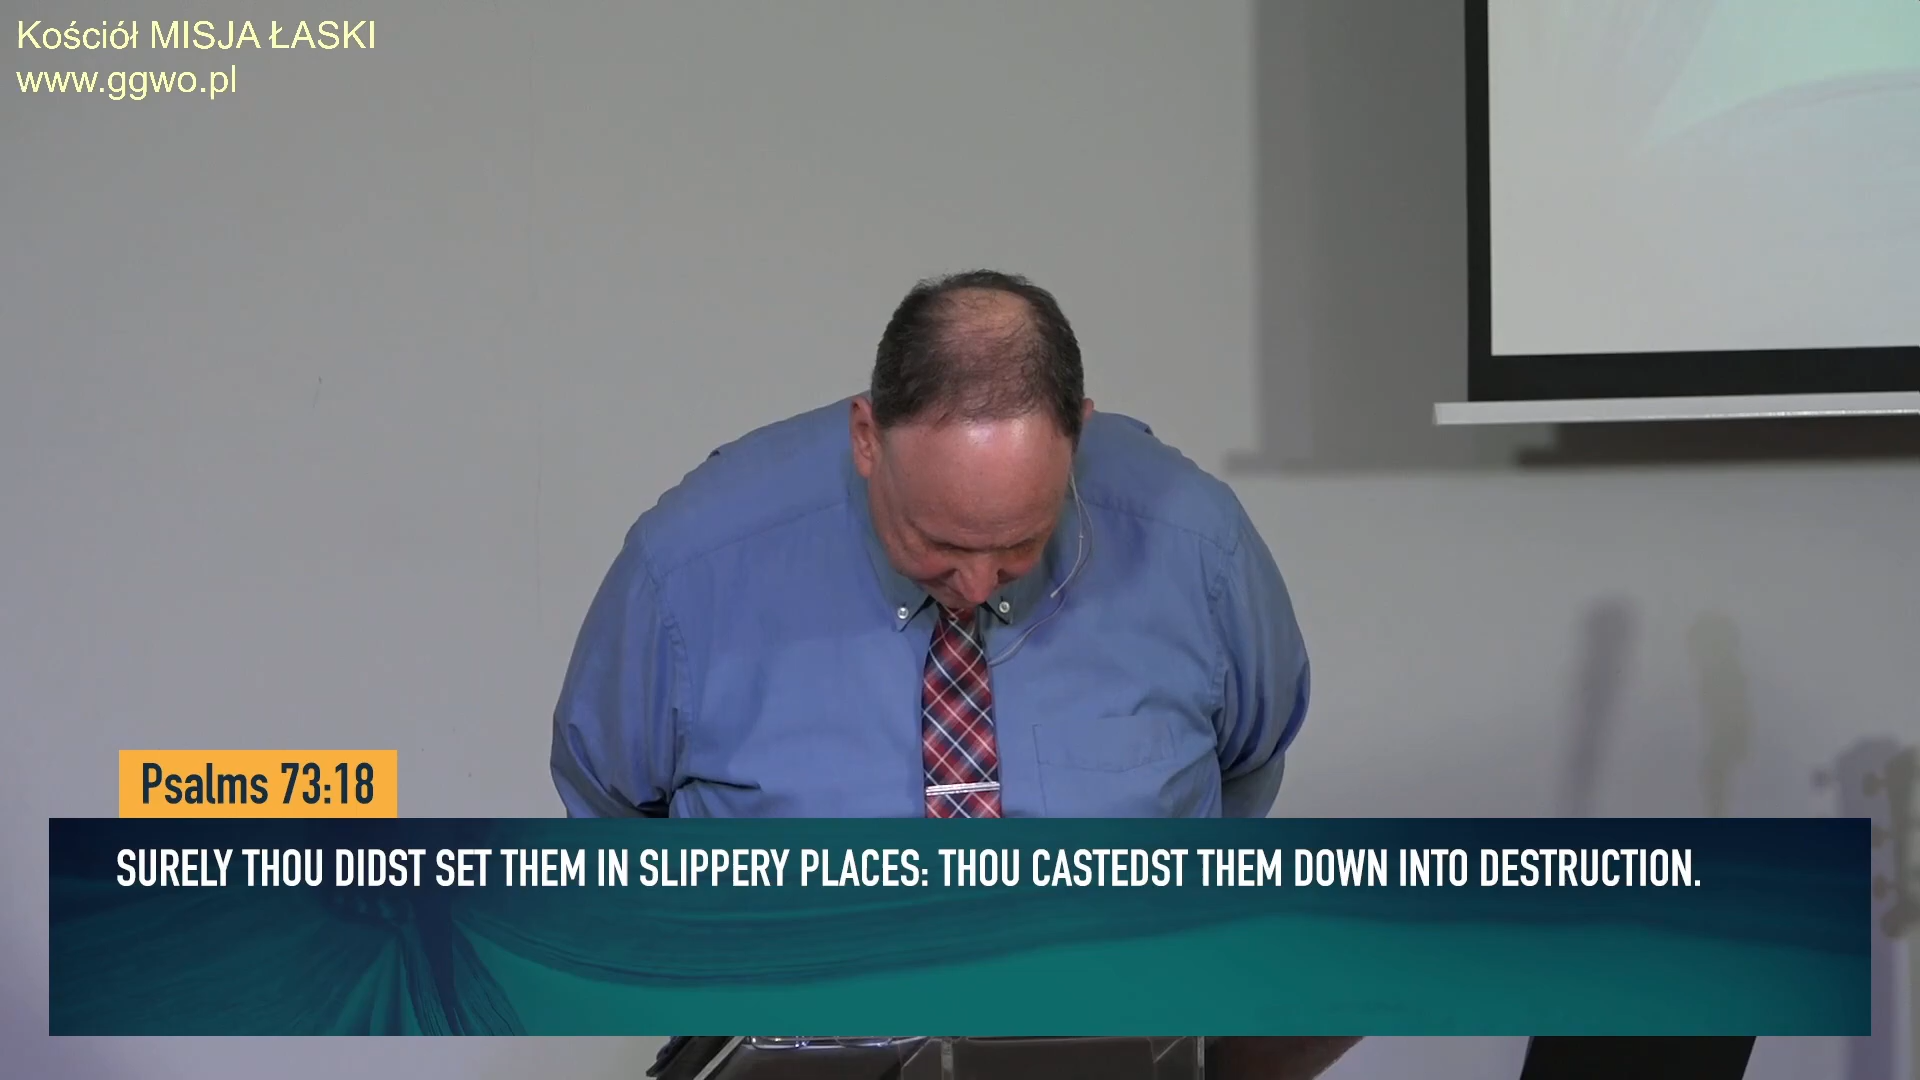 Kościół MISJA ŁASKI
www.ggwo.pl
Psalms 73:18
SURELY THOU DIDST SET THEM IN SLIPPERY PLACES: THOU CASTEDST THEM DOWN INTO DESTRUCTION.